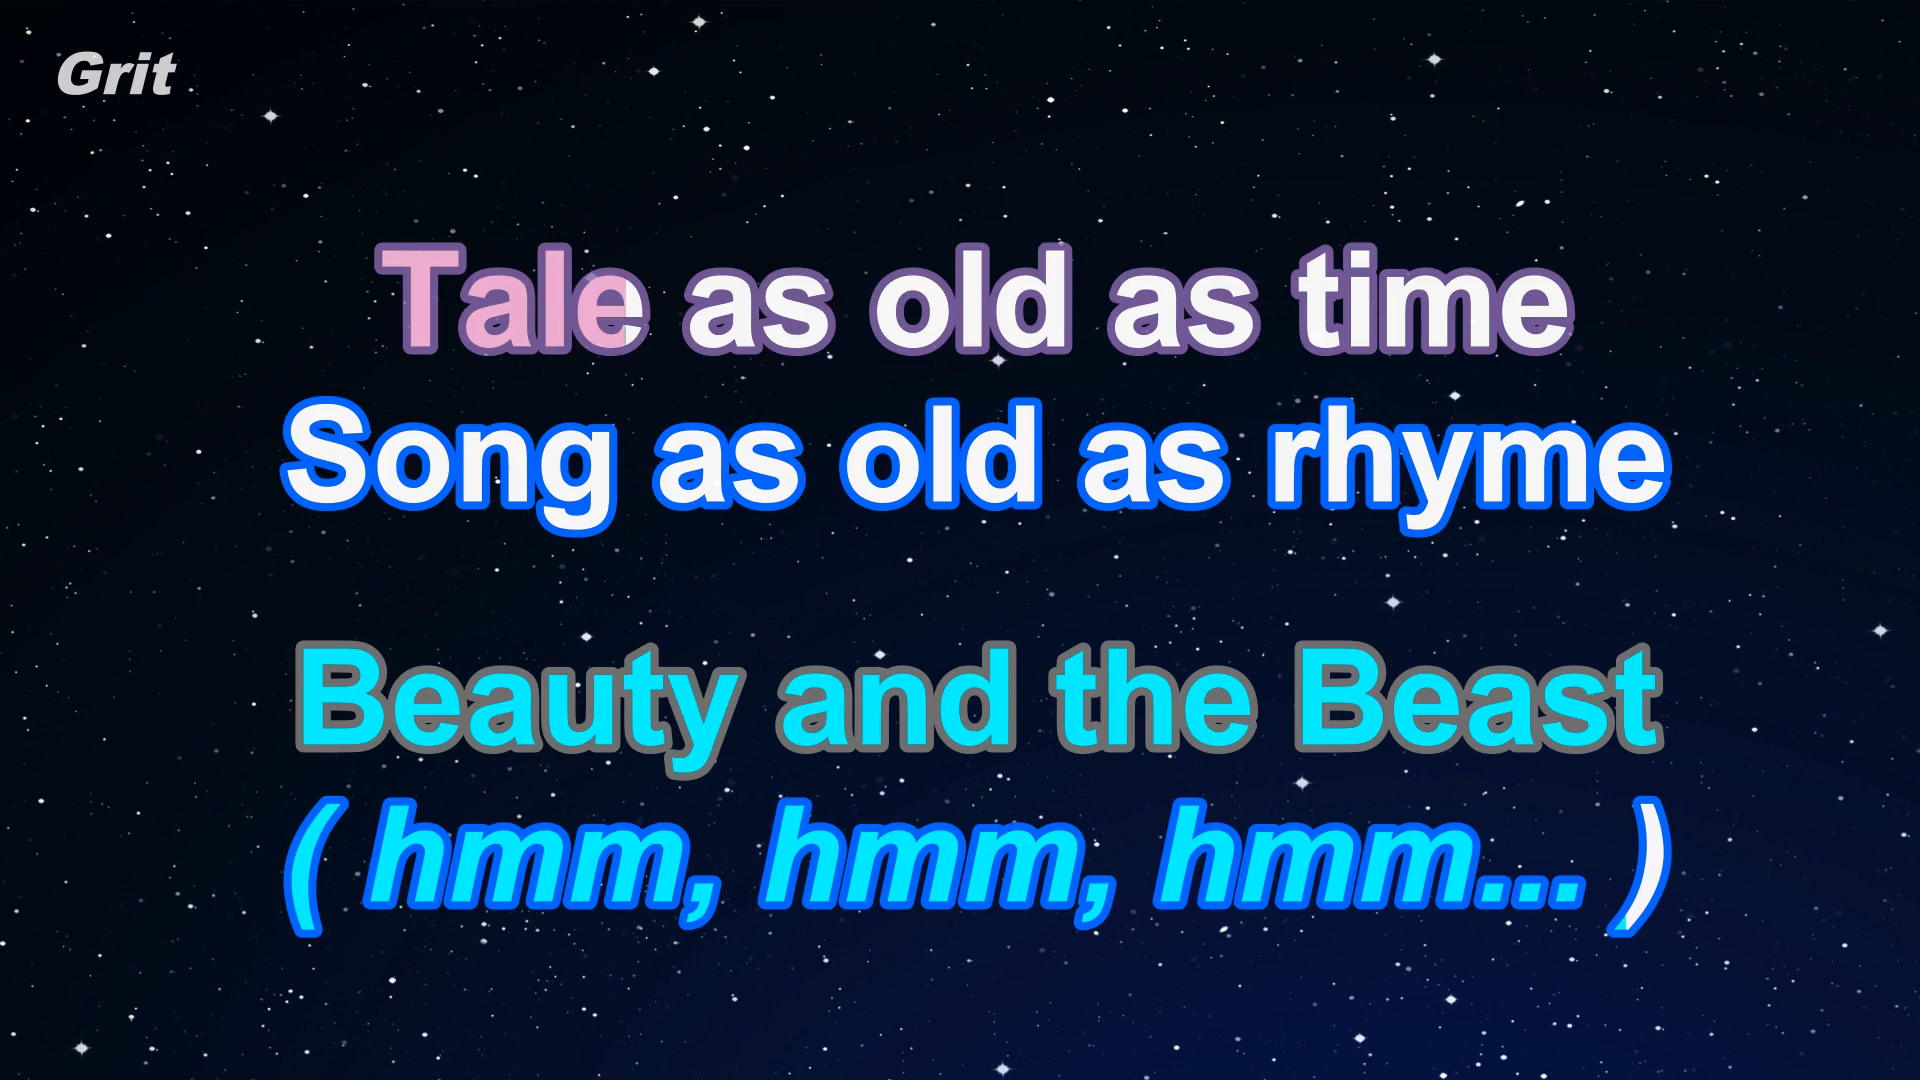 Grit
Tale as old as time
Song as old as rhyme
Beauty and the Beast
( hmm, hmm, hmm... )